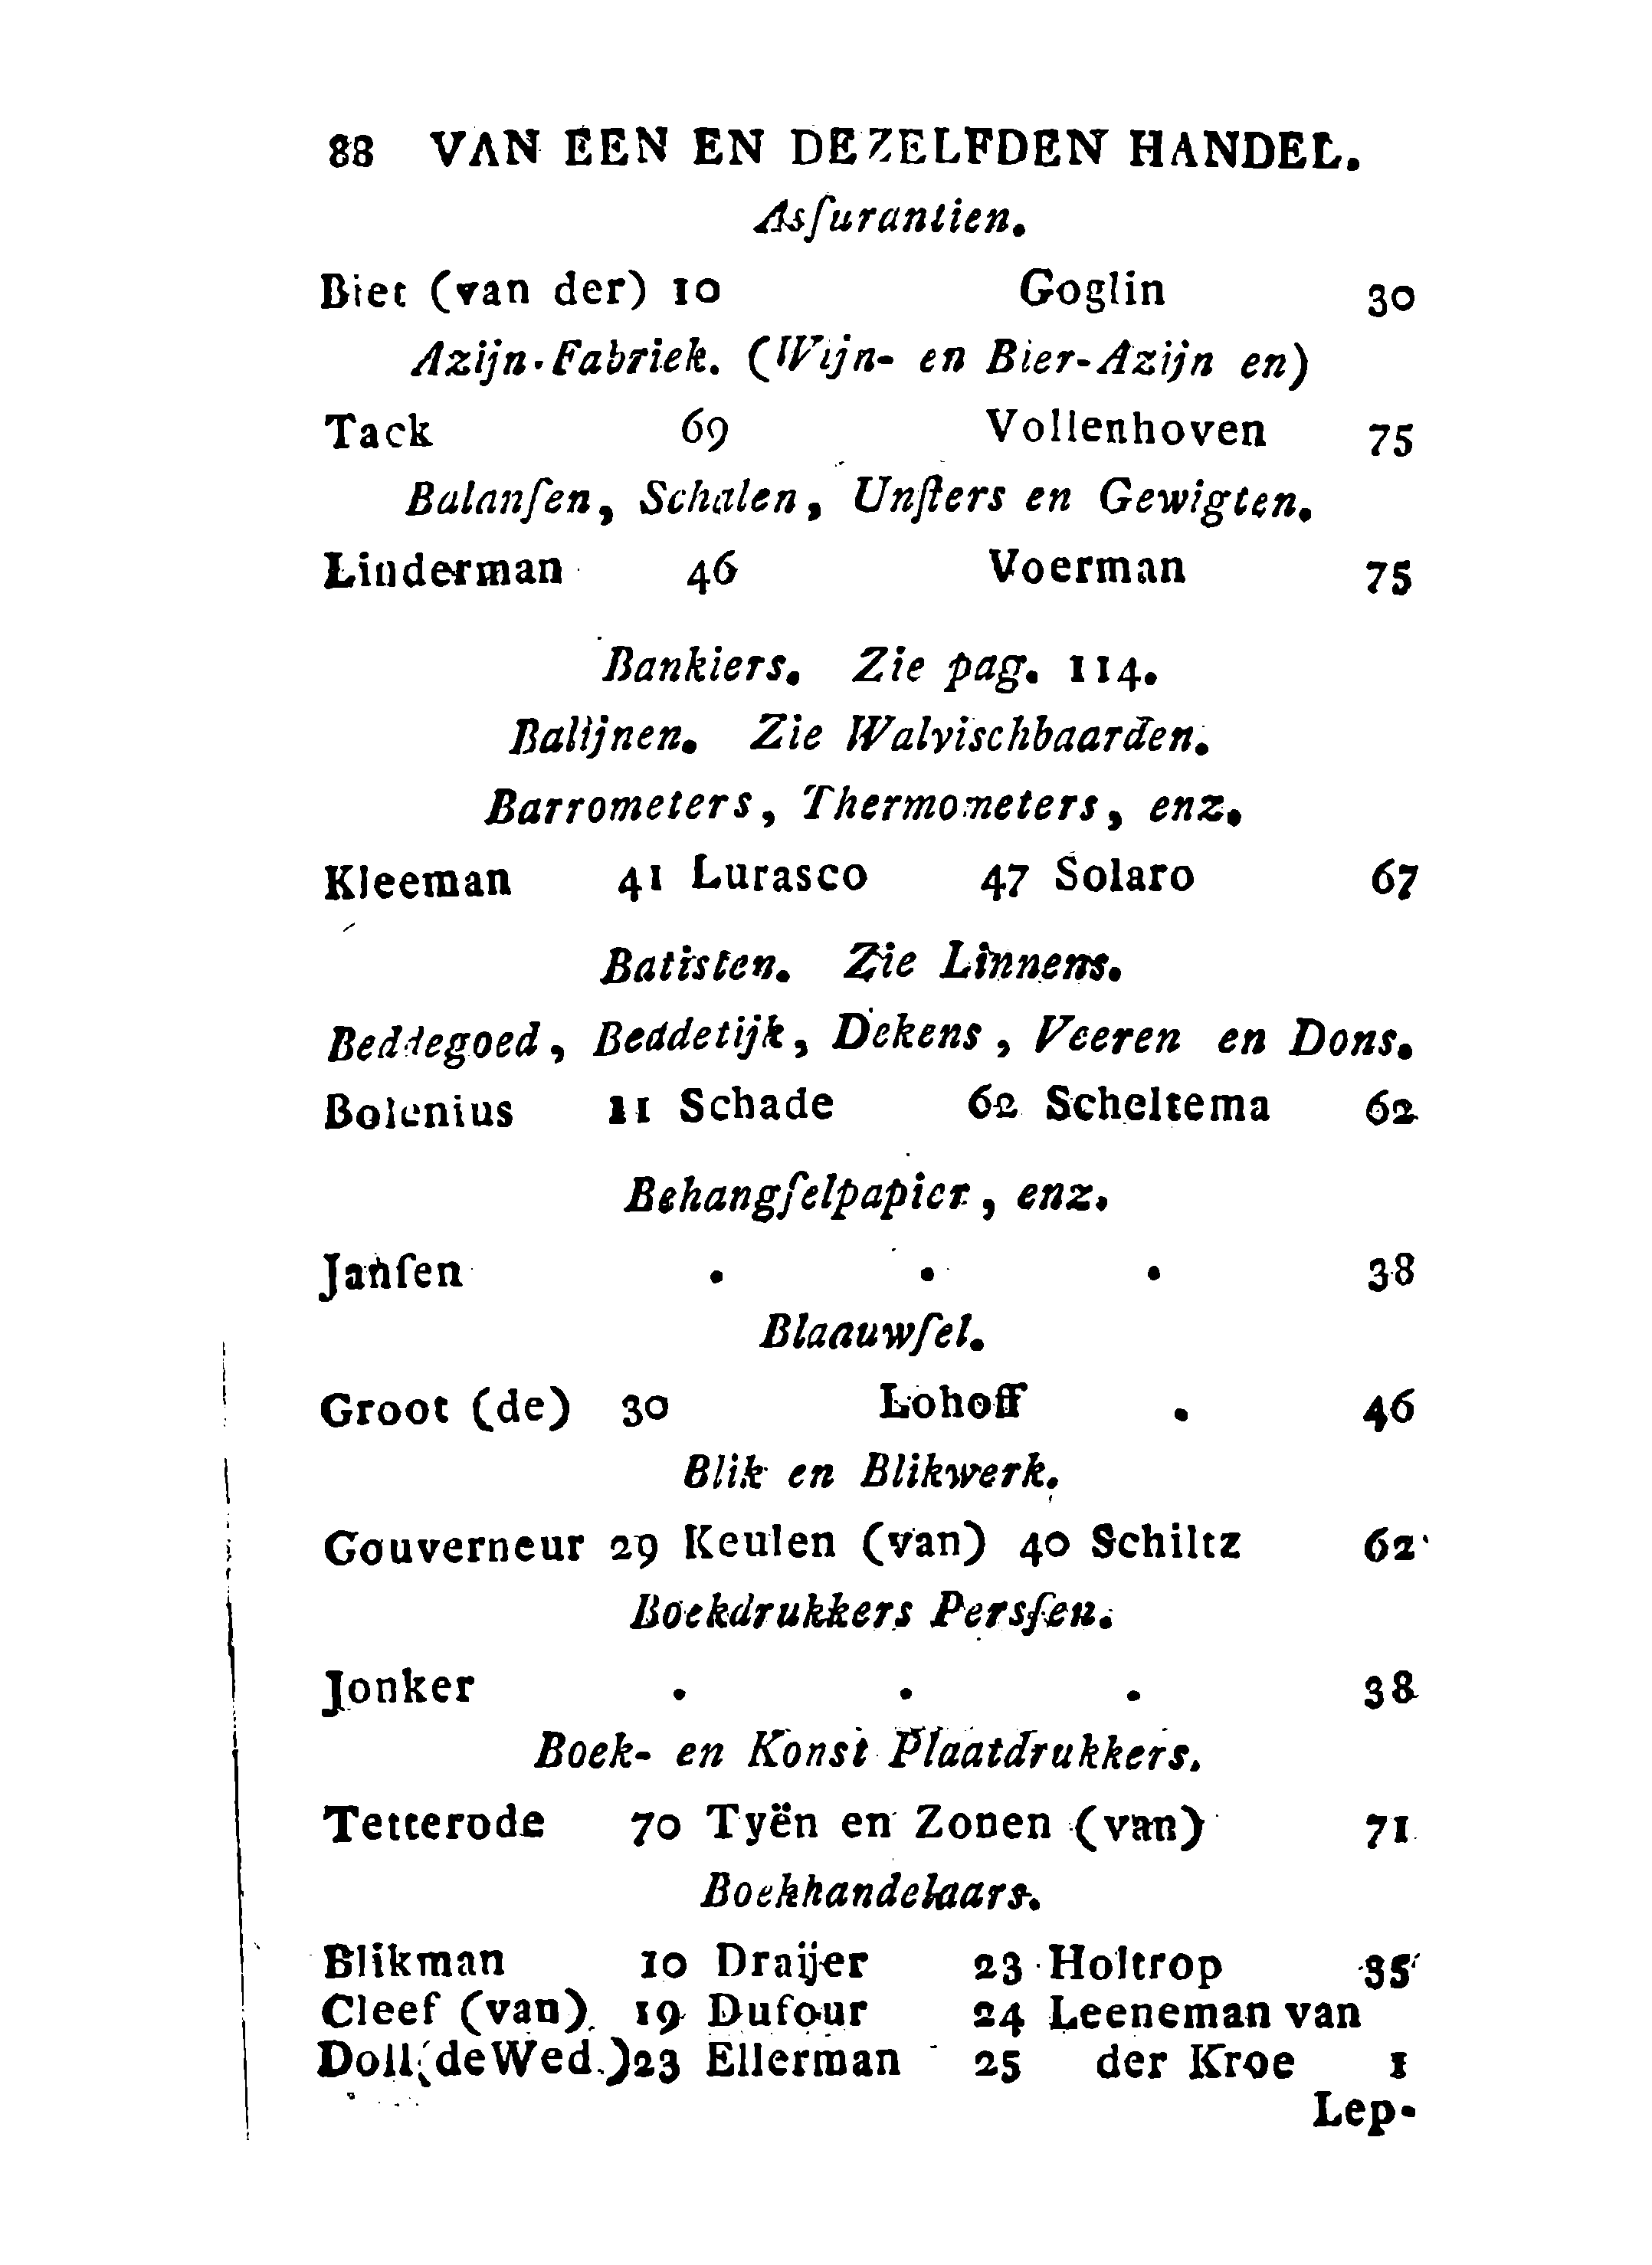 88 VAN EEN EN DEZELFDEN HANDEL.
Asſurantien.
Biet (van der) 10 Goglin 30
Azijn-Fabriek. (Wijn- en Bier-Azijn en)
Tack 69 Vollenhoven 75
Balanſen, Schalen, Unſters en Gewigten.
Linderman 46 Voerman 75
Bankiers. Zie pag. 114.
Balijnen. Zie Walvischbaarden.
Barrometers, Thermometers, enz.
Kleeman 41 Lurasco 47 Solaro 67
Batisten. Zie Linnens.
Beddegoed, Beddetijk, Dekens, Veeren en Dons.
Bolenius 11 Schade 62 Scheltema 62
Behangſelpapier, enz.
Janſen . . . 38
Blaauwſel.
Groot (de) 30 Lohoff . 46
Blik en Blikwerk.
Gouverneur 29 Keulen (van) 40 Schiltz 62
Boekdrukkers Persſen.
Jonker . . . 38
Boek- en Konst Plaatdrukkers.
Tetterode 70 Tyën en Zonen (van) 71
Boekhandelaars.
Blikman 10 Draijer 23 Holtrop 35
Cleef (van) 19 Dufour 24 Leeneman van
Doll (de Wed.) 23 Ellerman 25 der Kroe 1
Lep-